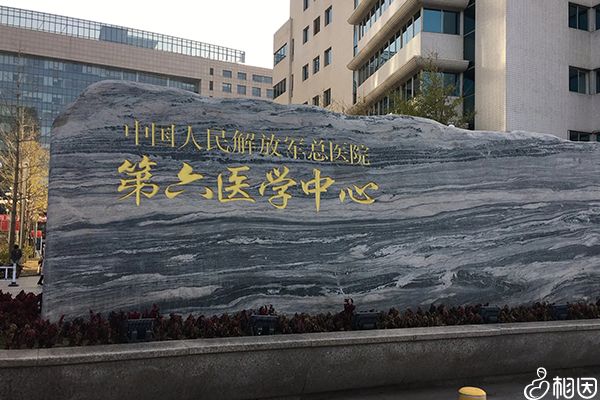 中国人民解放军总医院
第六医学中心
相因